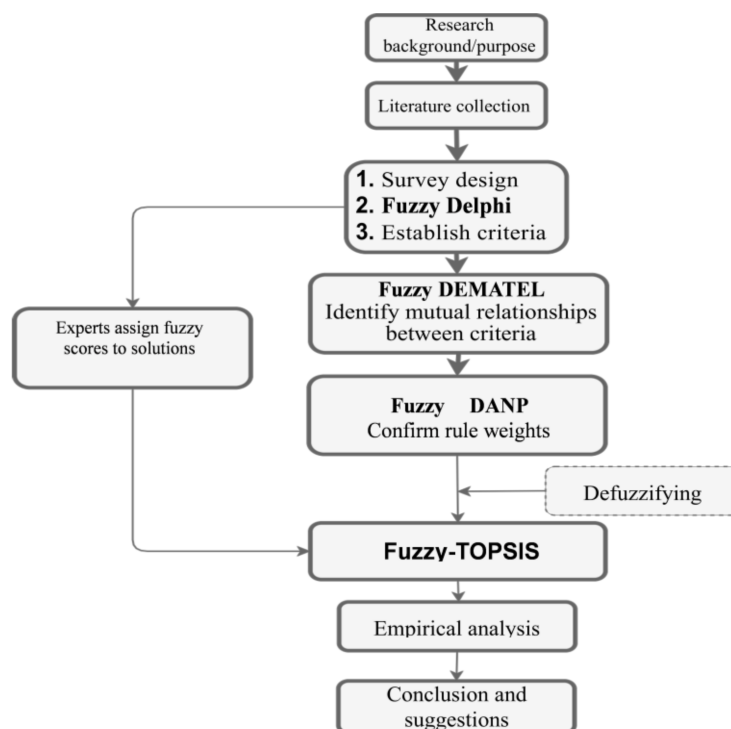 Research
background/purpose
Literature collection
1. Survey design
2. Fuzzy Delphi
3. Establish criteria
Fuzzy DEMATEL
Identify mutual relationships
between criteria
Experts assign fuzzy
scores to solutions
Fuzzy DANP
Confirm rule weights
Defuzzifying
Fuzzy-TOPSIS
Empirical analysis
Conclusion and
suggestions